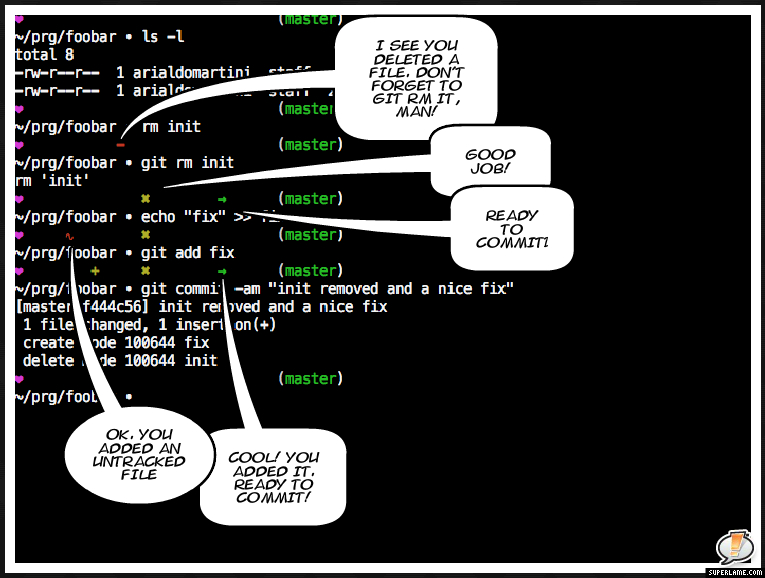 (master)
~/prg/foobar • ls -l
total 8
-rw-r--r-- 1 arialdomartini staff
-rw-r--r-- 1 staff
(master)
~/prg/foobar rm init
(master)
~/prg/foobar • git rm init
rm 'init'
(master)
~/prg/foobar • echo "fix" >>
(master)
~/prg/foobar • git add fix
(master)
~/prg/foobar • git commit -am "init removed and a nice fix"
[master f444c56] init removed and a nice fix
1 file changed, 1 insertion(+)
create mode 100644 fix
delete mode 100644 init
(master)
~/prg/foobar •
I SEE YOU
DELETED A
FILE. DON'T
FORGET TO
GIT RM IT,
MAN!
GOOD
JOB!
READY
TO
COMMIT!
OK. YOU
ADDED AN
UNTRACKED
FILE
COOL! YOU
ADDED IT.
READY TO
COMMIT!
SUPERLAME.COM